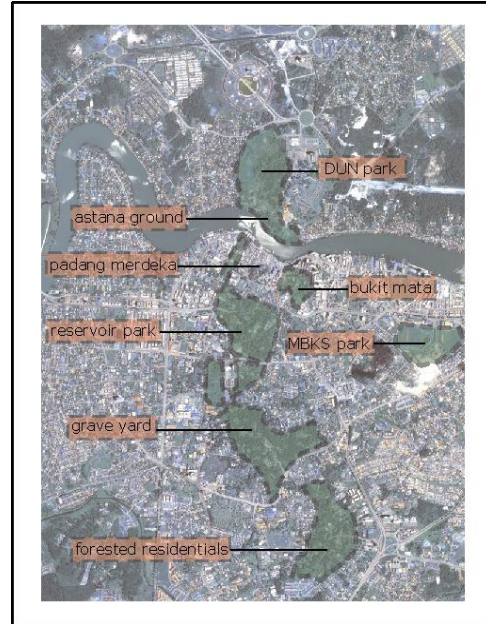 DUN park
astana ground
padang merdeka
bukit mata
reservoir park
MBKS park
grave yard
forested residentials